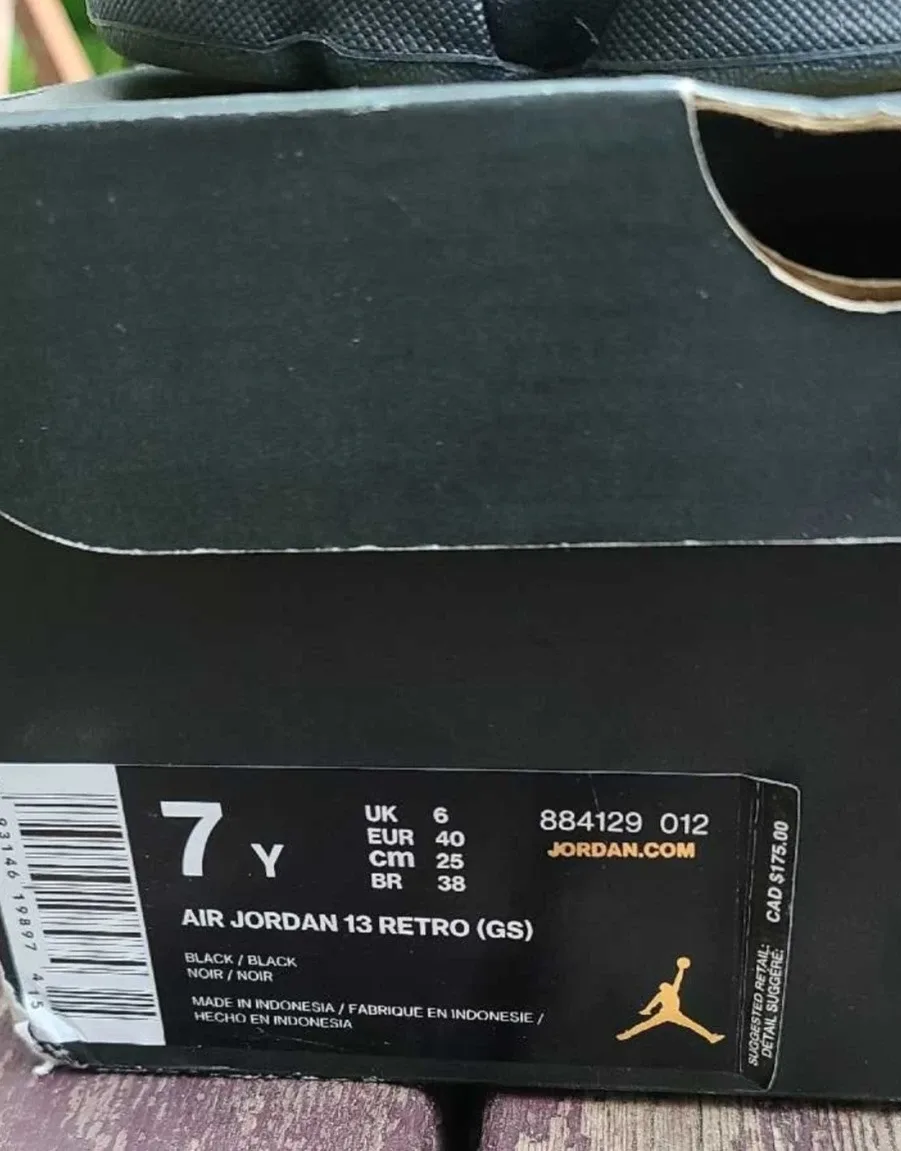 7 Y
UK 6
EUR 40
cm 25
BR 38
884129 012
JORDAN.COM
AIR JORDAN 13 RETRO (GS)
BLACK / BLACK
NOIR / NOIR
MADE IN INDONESIA / FABRIQUE EN INDONESIE /
HECHO EN INDONESIA
SUGGESTED RETAIL:
DÉTAIL SUGGÉRÉ: CAD $175.00